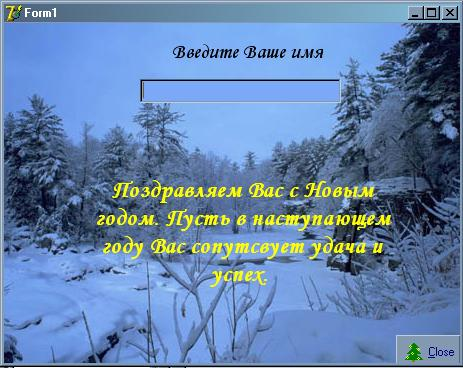 Form1
Введите Ваше имя
Поздравляем Вас с Новым
годом. Пусть в наступающем
году Вас сопутсвует удача и
успех.
Close